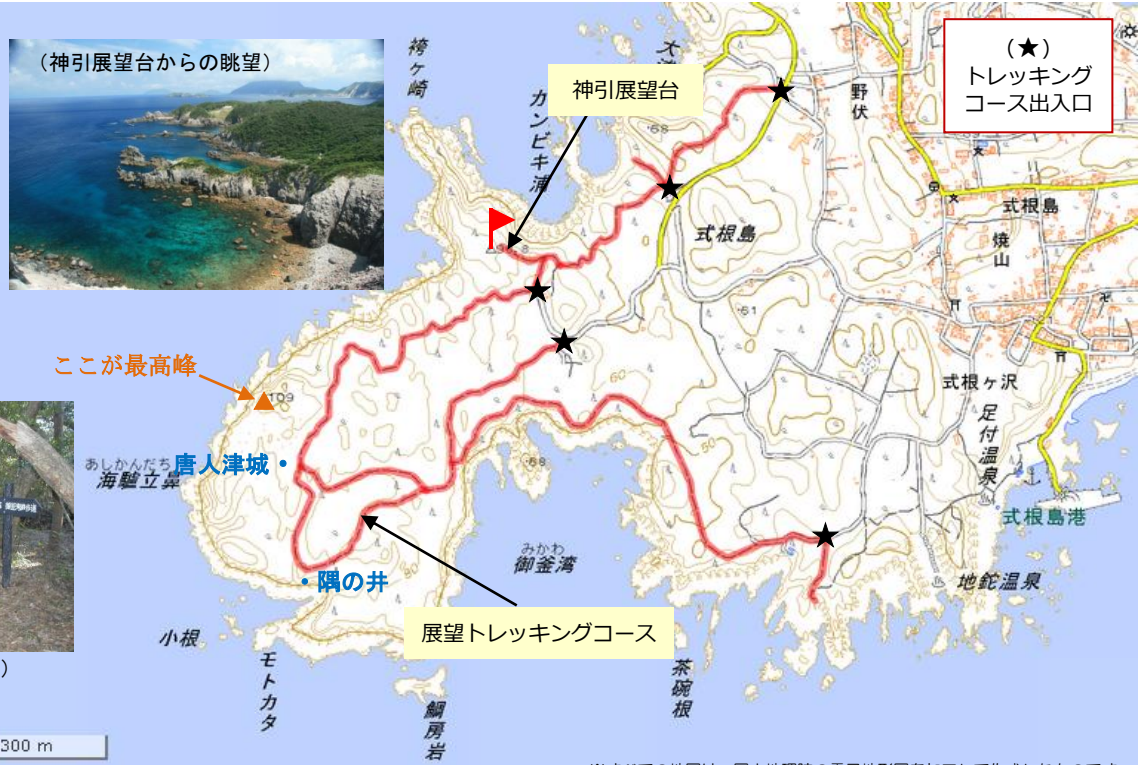 (神引展望台からの眺望)
袴ヶ崎
カンビキ浦
神引展望台
・68
野伏
(★)
トレッキング
コース出入口
式根島
式根島
焼山
・61
ここが最高峰
109
あしかんだち
海驢立鼻
唐人津城・
60
50
・68
式根ヶ沢
足付温泉
式根島港
みかわ
御釜湾
地鉈温泉
・隅の井
展望トレッキングコース
小根
モトカタ
鯛房岩
茶碗根
)
300 m